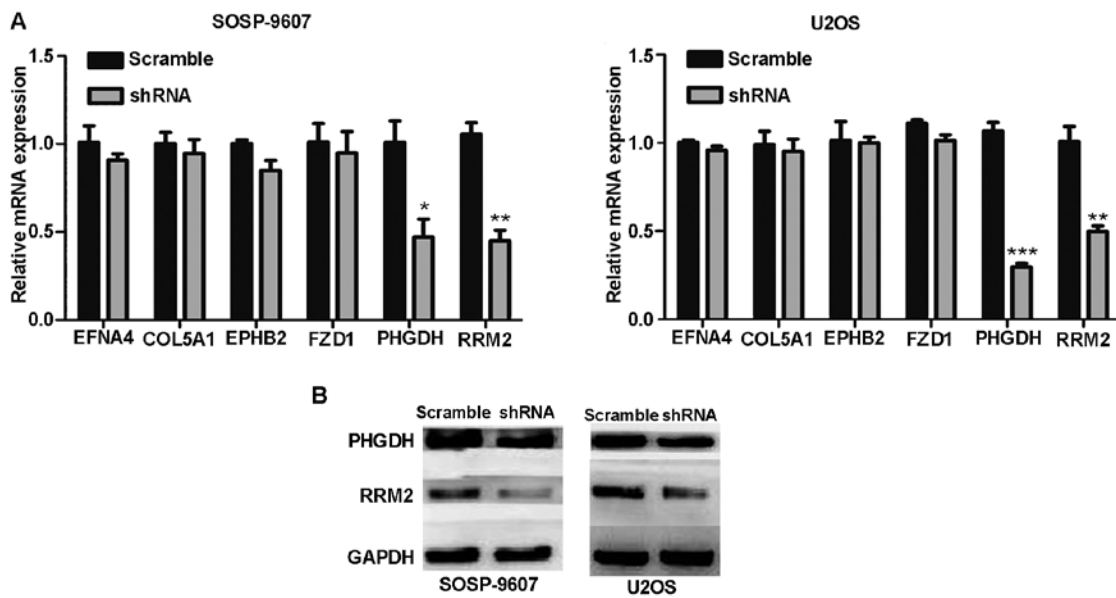 A
SOSP-9607
Relative mRNA expression
1.5
1.0
0.5
0.0
Scramble
shRNA
*
**
EFNA4 COL5A1 EPHB2 FZD1 PHGDH RRM2
U2OS
Relative mRNA expression
1.5
1.0
0.5
0.0
Scramble
shRNA
***
**
EFNA4 COL5A1 EPHB2 FZD1 PHGDH RRM2
B
Scramble shRNA Scramble shRNA
PHGDH
RRM2
GAPDH
SOSP-9607 U2OS